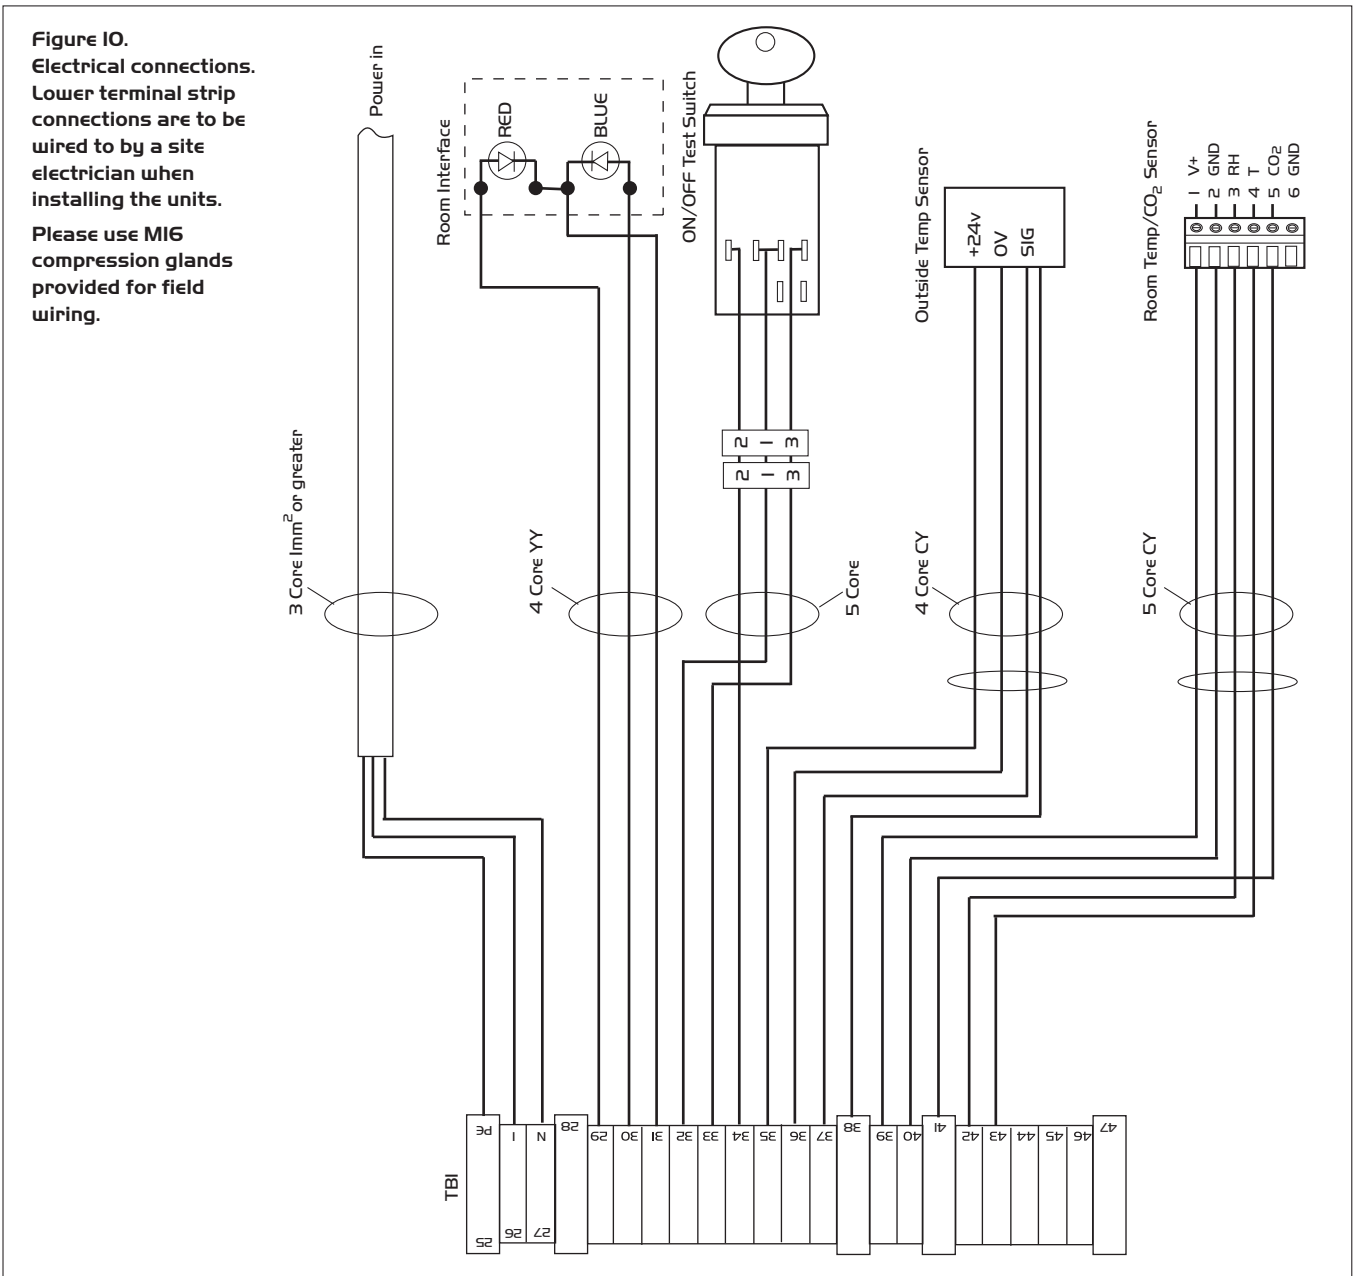 Figure 10.
Electrical connections.
Lower terminal strip
connections are to be
wired to by a site
electrician when
installing the units.
Please use M16
compression glands
provided for field
wiring.
Power in
Room Interface
RED
BLUE
ON/OFF Test Switch
Outside Temp Sensor
+24v
0V
SIG
Room Temp/CO₂ Sensor
1 V+
2 GND
3 RH
4 T
5 CO₂
6 GND
2 1 3
2 1 3
3 Core 1mm² or greater
4 Core YY
5 Core
4 Core CY
5 Core CY
TB1
PE 25
1 26
N 27
28
29
30
31
32
33
34
35
36
37
38
39
40
41
42
43
44
45
46
47